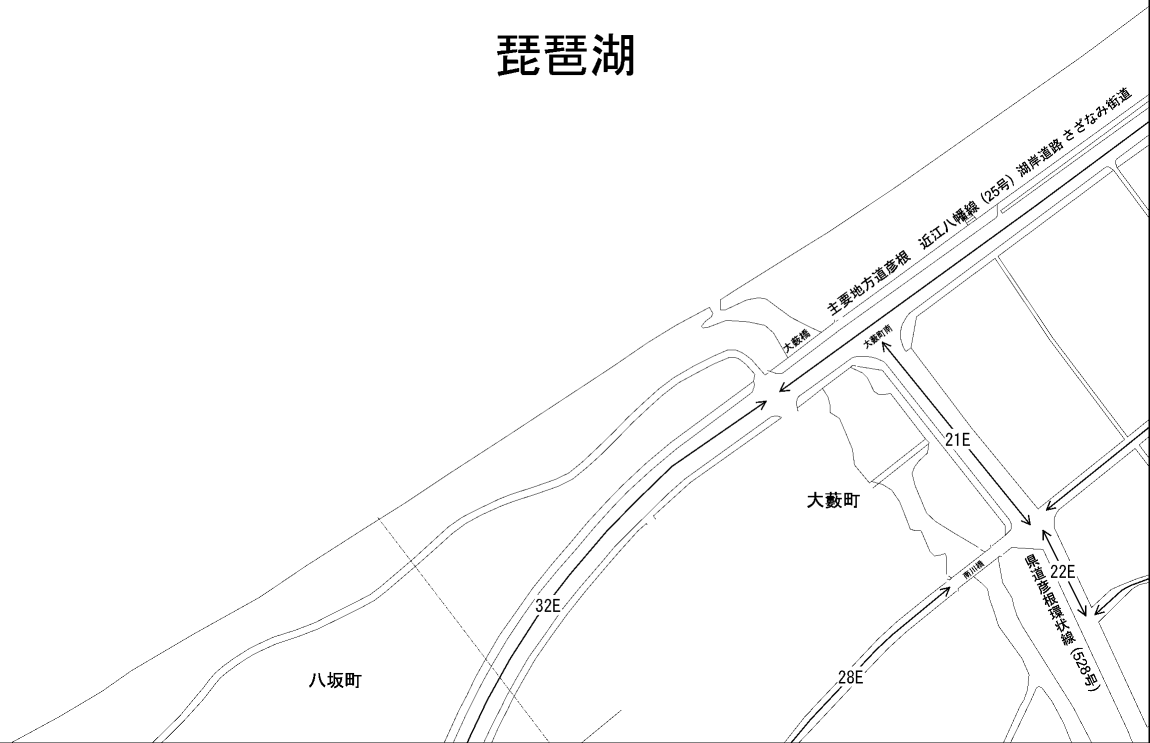 琵琶湖
主要地方道彦根　近江八幡線（25号）湖岸道路 さざなみ街道
大藪橋
大藪町南
21E
大藪町
南川橋
県道彦根環状線（528号）
22E
32E
28E
八坂町